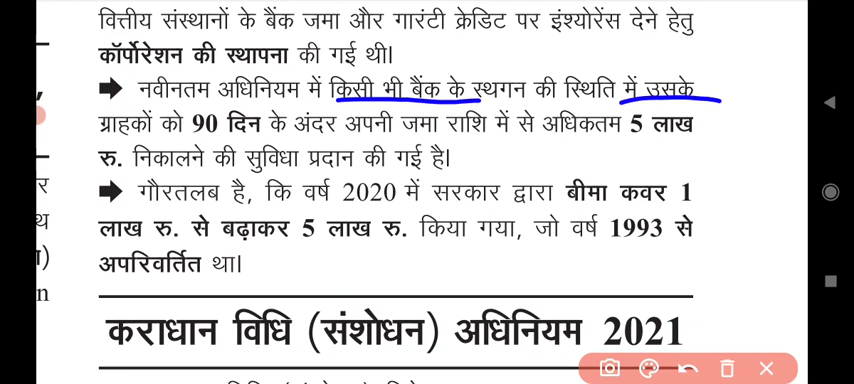 वित्तीय संस्थानों के बैंक जमा और गारंटी क्रेडिट पर इंश्योरेंस देने हेतु
कॉर्पोरेशन की स्थापना की गई थी।
➡ नवीनतम अधिनियम में किसी भी बैंक के स्थगन की स्थिति में उसके
ग्राहकों को 90 दिन के अंदर अपनी जमा राशि में से अधिकतम 5 लाख
रु. निकालने की सुविधा प्रदान की गई है।
➡ गौरतलब है, कि वर्ष 2020 में सरकार द्वारा बीमा कवर 1
लाख रु. से बढ़ाकर 5 लाख रु. किया गया, जो वर्ष 1993 से
अपरिवर्तित था।
र
थ
)
n
कराधान विधि (संशोधन) अधिनियम 2021